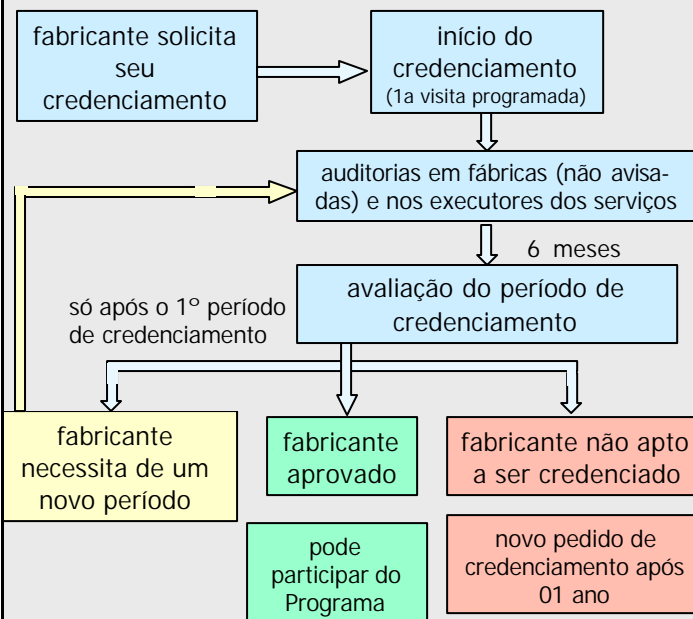 fabricante solicita
seu
credenciamento
início do
credenciamento
(1a visita programada)
auditorias em fábricas (não avisa-
das) e nos executores dos serviços
6 meses
avaliação do período de
credenciamento
só após o 1º período
de credenciamento
fabricante
necessita de um
novo período
fabricante
aprovado
fabricante não apto
a ser credenciado
pode
participar do
Programa
novo pedido de
credenciamento após
01 ano